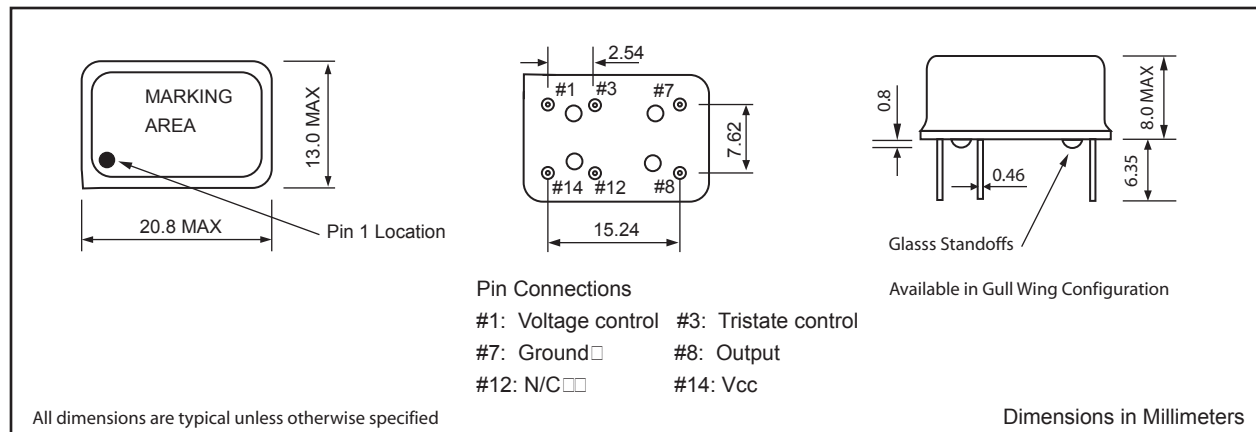 MARKING
AREA
13.0 MAX
20.8 MAX
Pin 1 Location
2.54
#1 #3 #7
7.62
#14 #12 #8
15.24
Pin Connections
#1: Voltage control #3: Tristate control
#7: Ground□ #8: Output
#12: N/C□□ #14: Vcc
0.8
8.0 MAX
6.35
0.46
Glasss Standoffs
Available in Gull Wing Configuration
All dimensions are typical unless otherwise specified
Dimensions in Millimeters